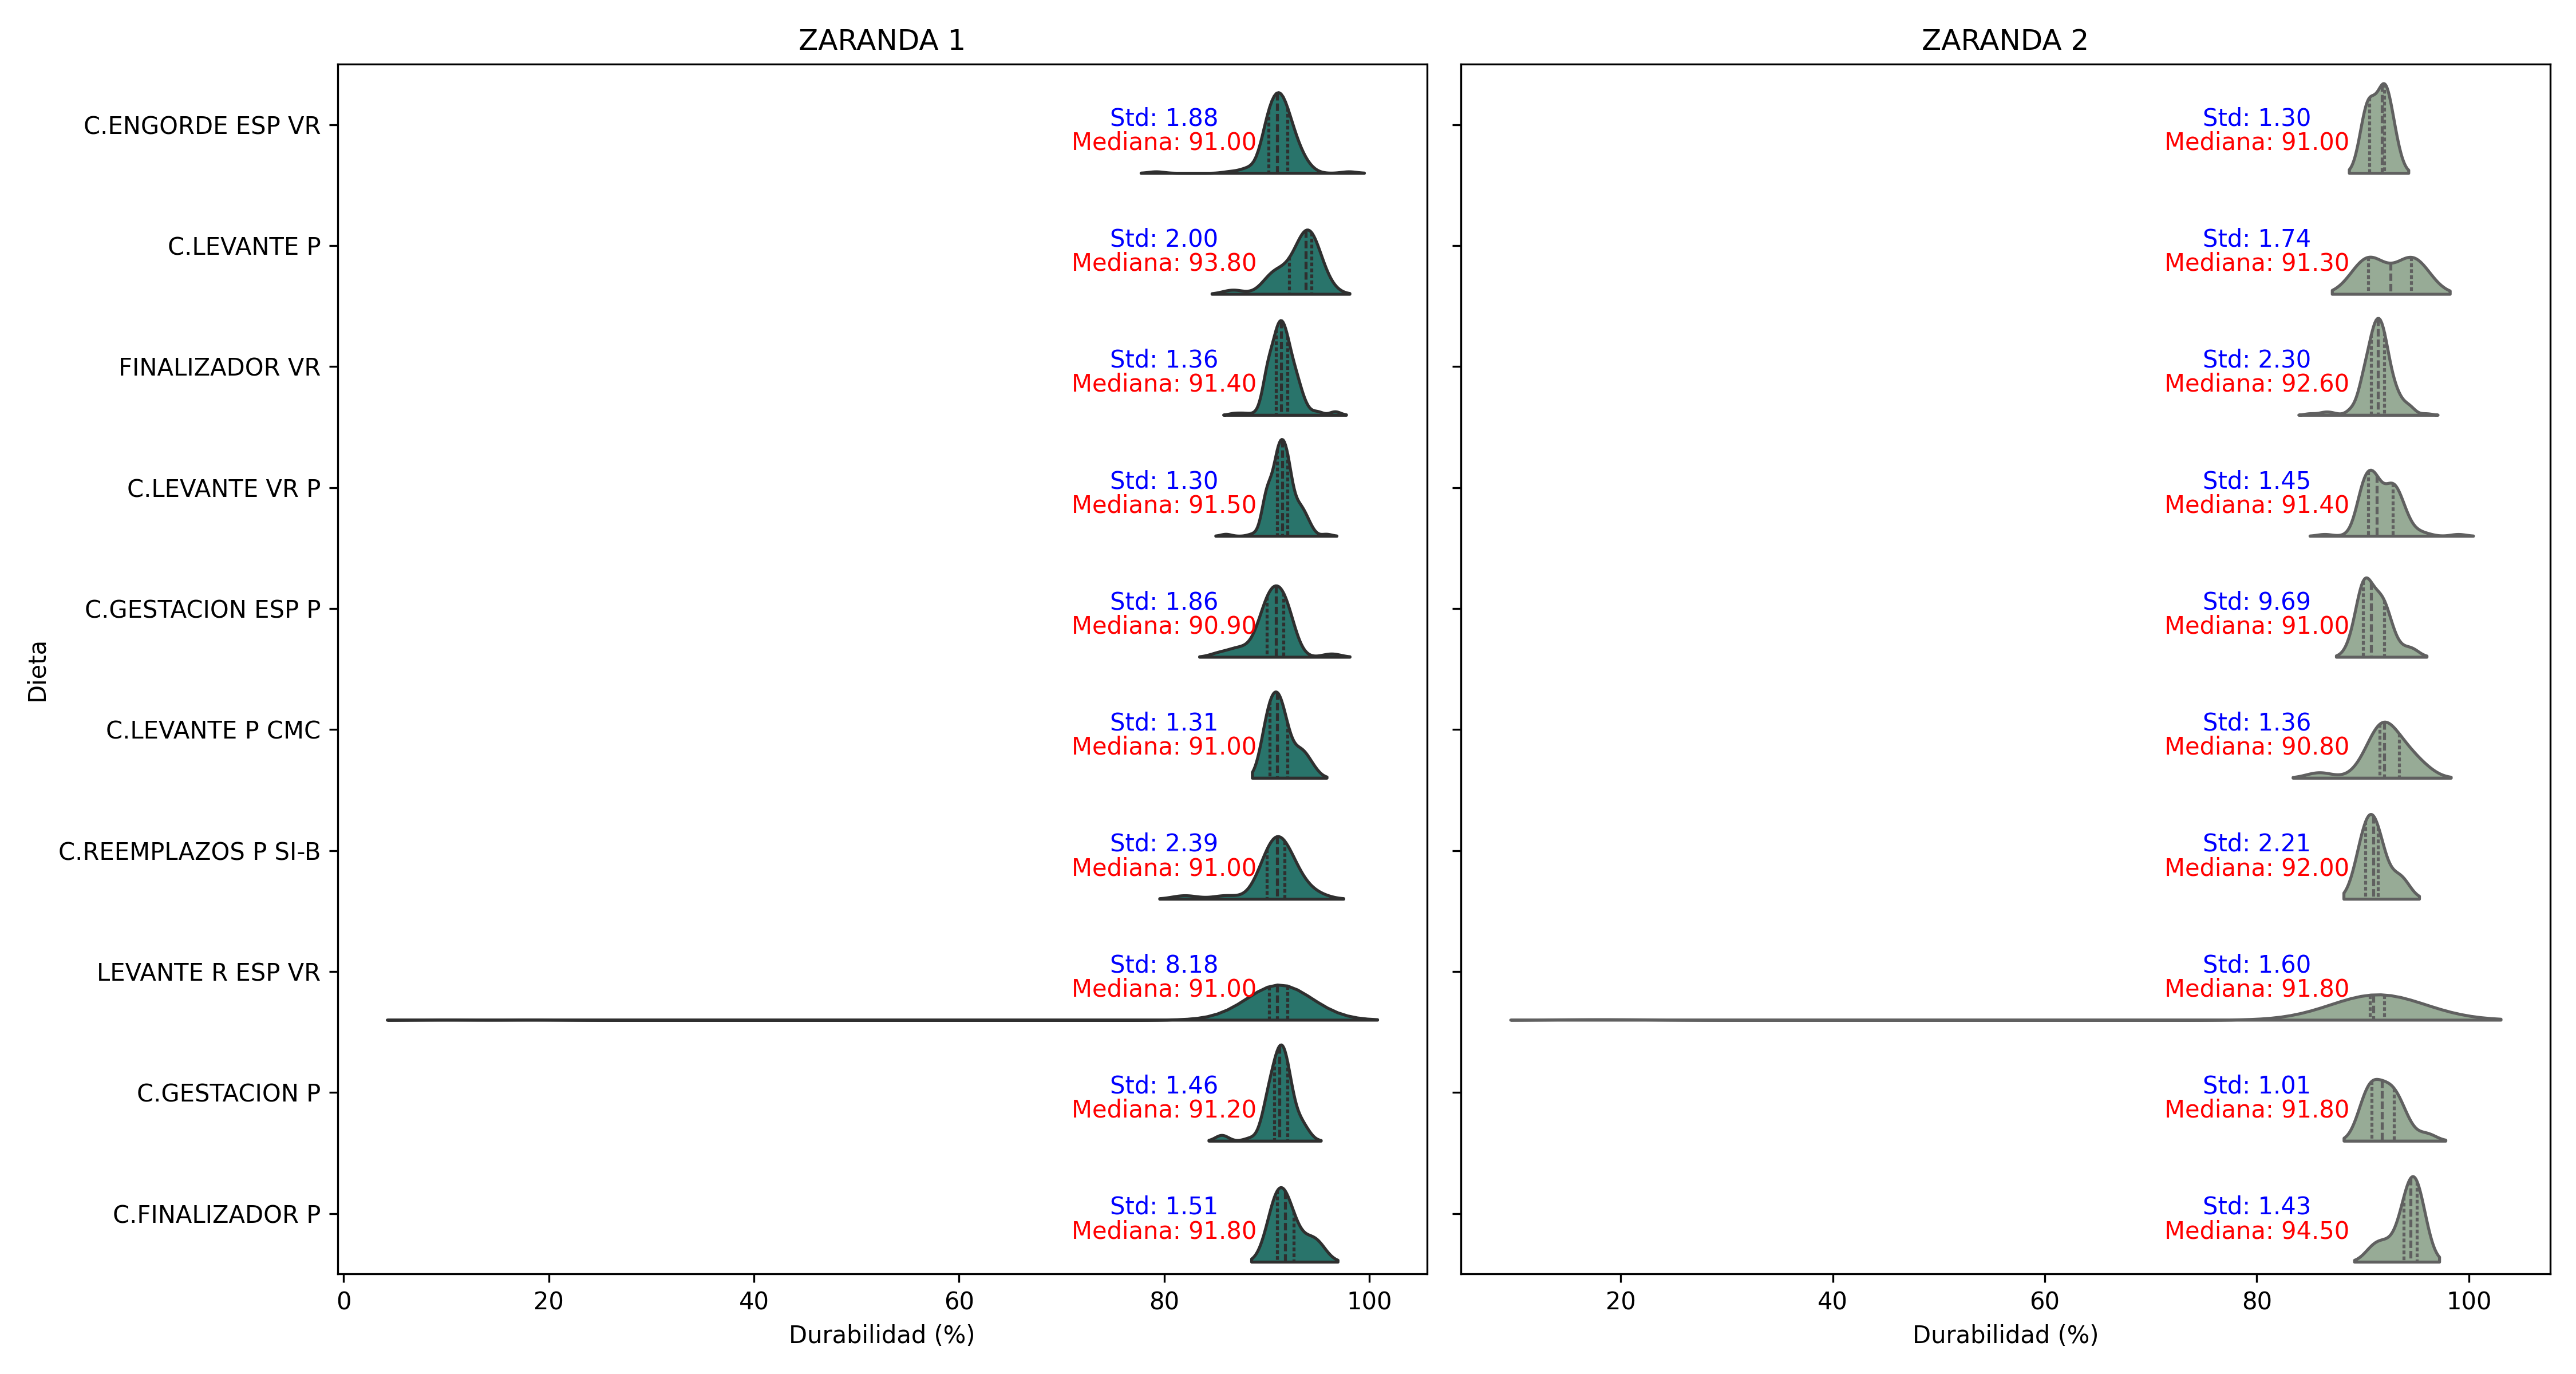 ZARANDA 1
ZARANDA 2
Dieta
C.ENGORDE ESP VR
Std: 1.88
Mediana: 91.00
Std: 1.30
Mediana: 91.00
C.LEVANTE P
Std: 2.00
Mediana: 93.80
Std: 1.74
Mediana: 91.30
FINALIZADOR VR
Std: 1.36
Mediana: 91.40
Std: 2.30
Mediana: 92.60
C.LEVANTE VR P
Std: 1.30
Mediana: 91.50
Std: 1.45
Mediana: 91.40
C.GESTACION ESP P
Std: 1.86
Mediana: 90.90
Std: 9.69
Mediana: 91.00
C.LEVANTE P CMC
Std: 1.31
Mediana: 91.00
Std: 1.36
Mediana: 90.80
C.REEMPLAZOS P SI-B
Std: 2.39
Mediana: 91.00
Std: 2.21
Mediana: 92.00
LEVANTE R ESP VR
Std: 8.18
Mediana: 91.00
Std: 1.60
Mediana: 91.80
C.GESTACION P
Std: 1.46
Mediana: 91.20
Std: 1.01
Mediana: 91.80
C.FINALIZADOR P
Std: 1.51
Mediana: 91.80
Std: 1.43
Mediana: 94.50
0 20 40 60 80 100
20 40 60 80 100
Durabilidad (%)
Durabilidad (%)